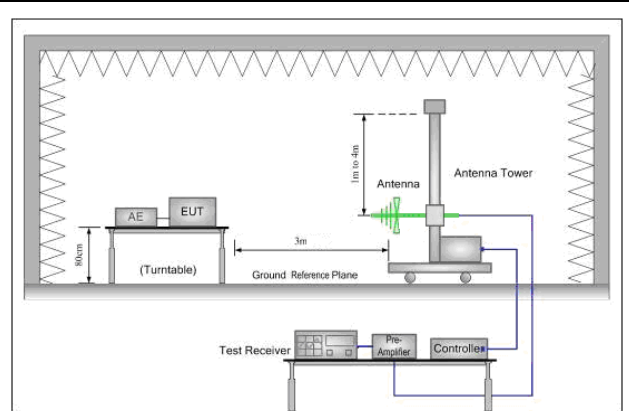 1m to 4m
Antenna
Antenna Tower
AE
EUT
80cm
(Turntable)
3m
Ground Reference Plane
Test Receiver
Pre-
Amplifier
Controller